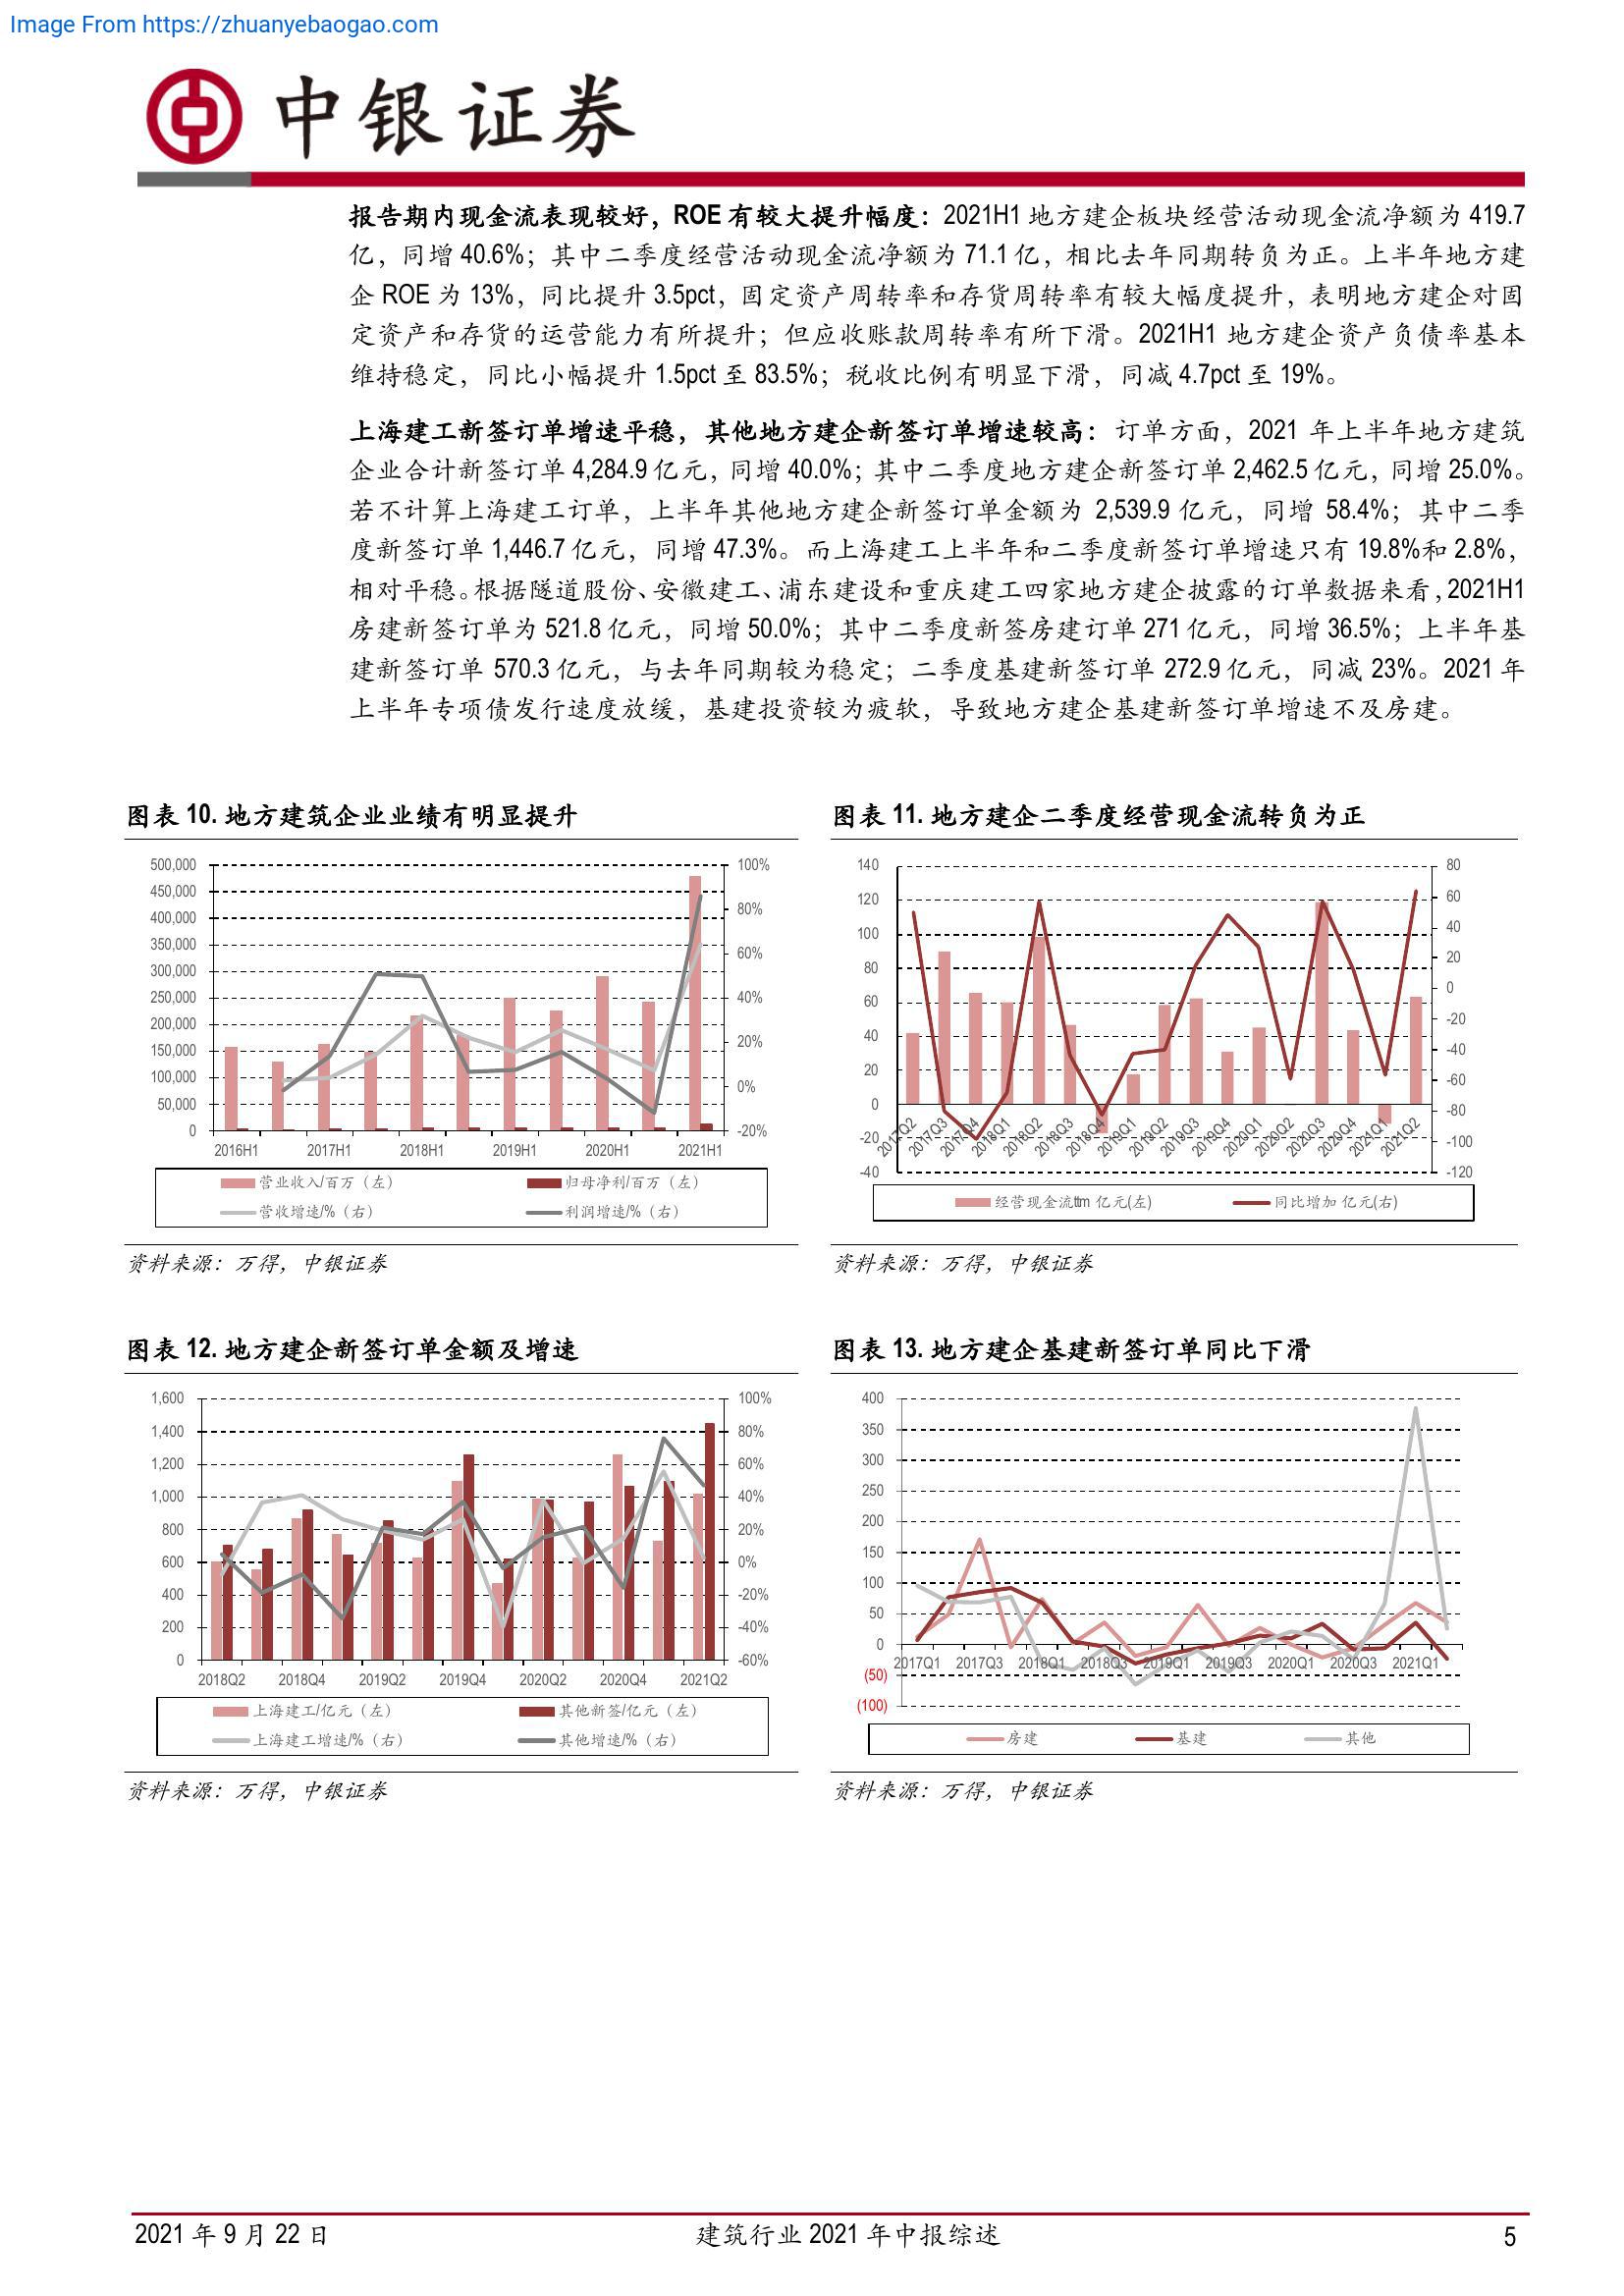 Image From https://zhuanyebaogao.com
中银证券
报告期内现金流表现较好，ROE 有较大提升幅度：2021H1 地方建企板块经营活动现金流净额为 419.7
亿，同增 40.6%；其中二季度经营活动现金流净额为 71.1 亿，相比去年同期转负为正。上半年地方建
企 ROE 为 13%，同比提升 3.5pct，固定资产周转率和存货周转率有较大幅度提升，表明地方建企对固
定资产和存货的运营能力有所提升；但应收账款周转率有所下滑。2021H1 地方建企资产负债率基本
维持稳定，同比小幅提升 1.5pct 至 83.5%；税收比例有明显下滑，同减 4.7pct 至 19%。
上海建工新签订单增速平稳，其他地方建企新签订单增速较高：订单方面，2021 年上半年地方建筑
企业合计新签订单 4,284.9 亿元，同增 40.0%；其中二季度地方建企新签订单 2,462.5 亿元，同增 25.0%。
若不计算上海建工订单，上半年其他地方建企新签订单金额为 2,539.9 亿元，同增 58.4%；其中二季
度新签订单 1,446.7 亿元，同增 47.3%。而上海建工上半年和二季度新签订单增速只有 19.8%和 2.8%，
相对平稳。根据隧道股份、安徽建工、浦东建设和重庆建工四家地方建企披露的订单数据来看，2021H1
房建新签订单为 521.8 亿元，同增 50.0%；其中二季度新签房建订单 271 亿元，同增 36.5%；上半年基
建新签订单 570.3 亿元，与去年同期较为稳定；二季度基建新签订单 272.9 亿元，同减 23%。2021 年
上半年专项债发行速度放缓，基建投资较为疲软，导致地方建企基建新签订单增速不及房建。
图表 10. 地方建筑企业业绩有明显提升
500,000
450,000
400,000
350,000
300,000
250,000
200,000
150,000
100,000
50,000
0
100%
80%
60%
40%
20%
0%
-20%
2016H1 2017H1 2018H1 2019H1 2020H1 2021H1
营业收入/百万（左） 归母净利/百万（左）
营收增速/%（右） 利润增速/%（右）
资料来源：万得，中银证券
图表 11. 地方建企二季度经营现金流转负为正
140
120
100
80
60
40
20
0
-20
-40
80
60
40
20
0
-20
-40
-60
-80
-100
-120
2017Q2 2017Q3 2017Q4 2018Q1 2018Q2 2018Q3 2018Q4 2019Q1 2019Q2 2019Q3 2019Q4 2020Q1 2020Q2 2020Q3 2020Q4 2021Q1 2021Q2
经营现金流ttm 亿元(左) 同比增加 亿元(右)
资料来源：万得，中银证券
图表 12. 地方建企新签订单金额及增速
1,600
1,400
1,200
1,000
800
600
400
200
0
100%
80%
60%
40%
20%
0%
-20%
-40%
-60%
2018Q2 2018Q4 2019Q2 2019Q4 2020Q2 2020Q4 2021Q2
上海建工/亿元（左） 其他新签/亿元（左）
上海建工增速/%（右） 其他增速/%（右）
资料来源：万得，中银证券
图表 13. 地方建企基建新签订单同比下滑
400
350
300
250
200
150
100
50
0
(50)
(100)
2017Q1 2017Q3 2018Q1 2018Q3 2019Q1 2019Q3 2020Q1 2020Q3 2021Q1
房建 基建 其他
资料来源：万得，中银证券
2021 年 9 月 22 日 建筑行业 2021 年中报综述 5